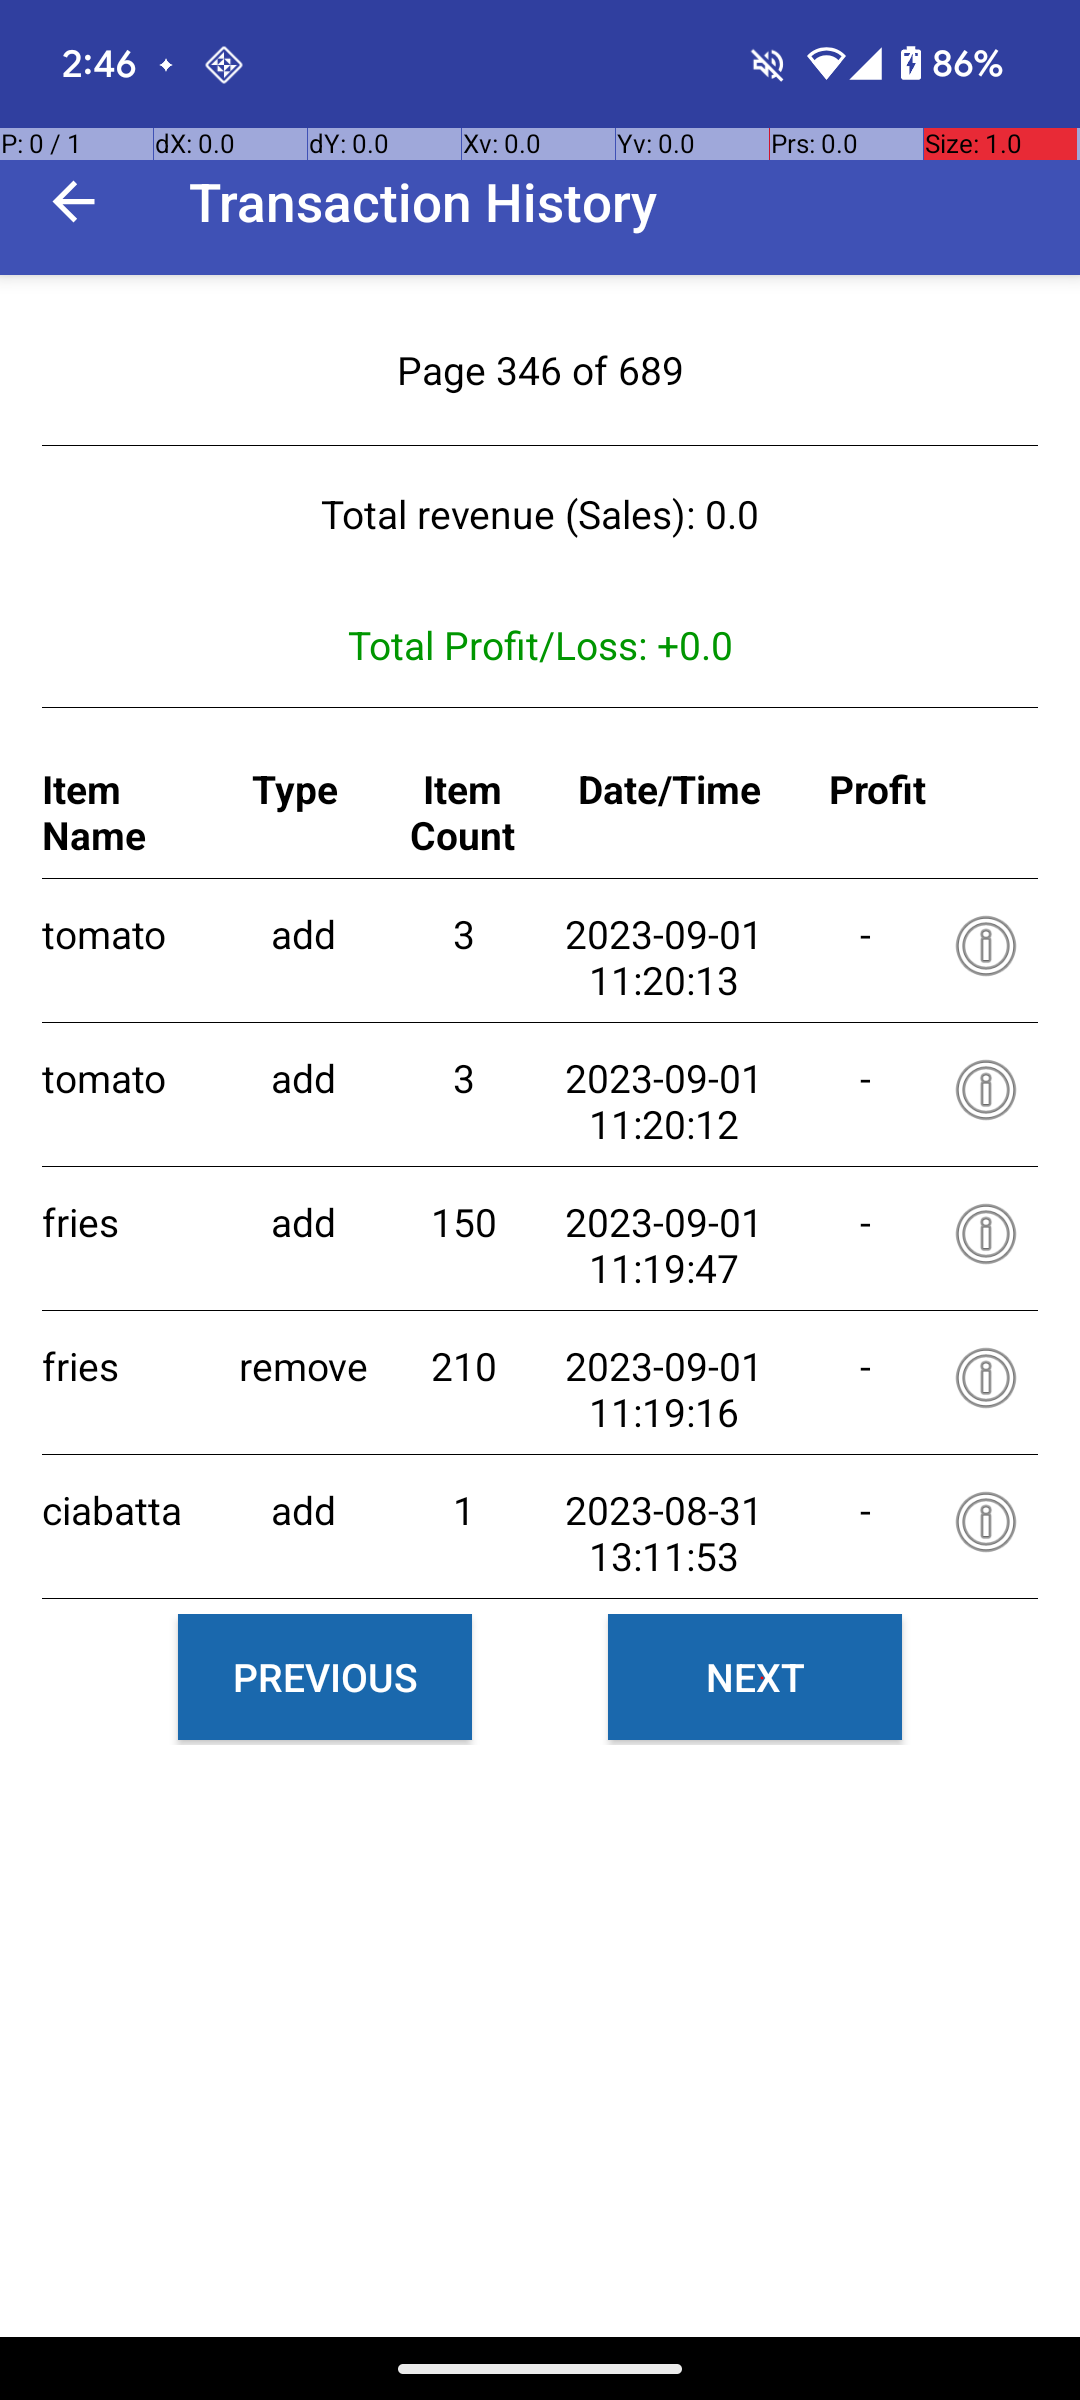 2:46 86%
P: 0 / 1 dX: 0.0 dY: 0.0 Xv: 0.0 Yv: 0.0 Prs: 0.0 Size: 1.0
Transaction History
Page 346 of 689
Total revenue (Sales): 0.0
Total Profit/Loss: +0.0
Item Name Type Item Count Date/Time Profit
tomato add 3 2023-09-01 11:20:13 -
tomato add 3 2023-09-01 11:20:12 -
fries add 150 2023-09-01 11:19:47 -
fries remove 210 2023-09-01 11:19:16 -
ciabatta add 1 2023-08-31 13:11:53 -
PREVIOUS NEXT